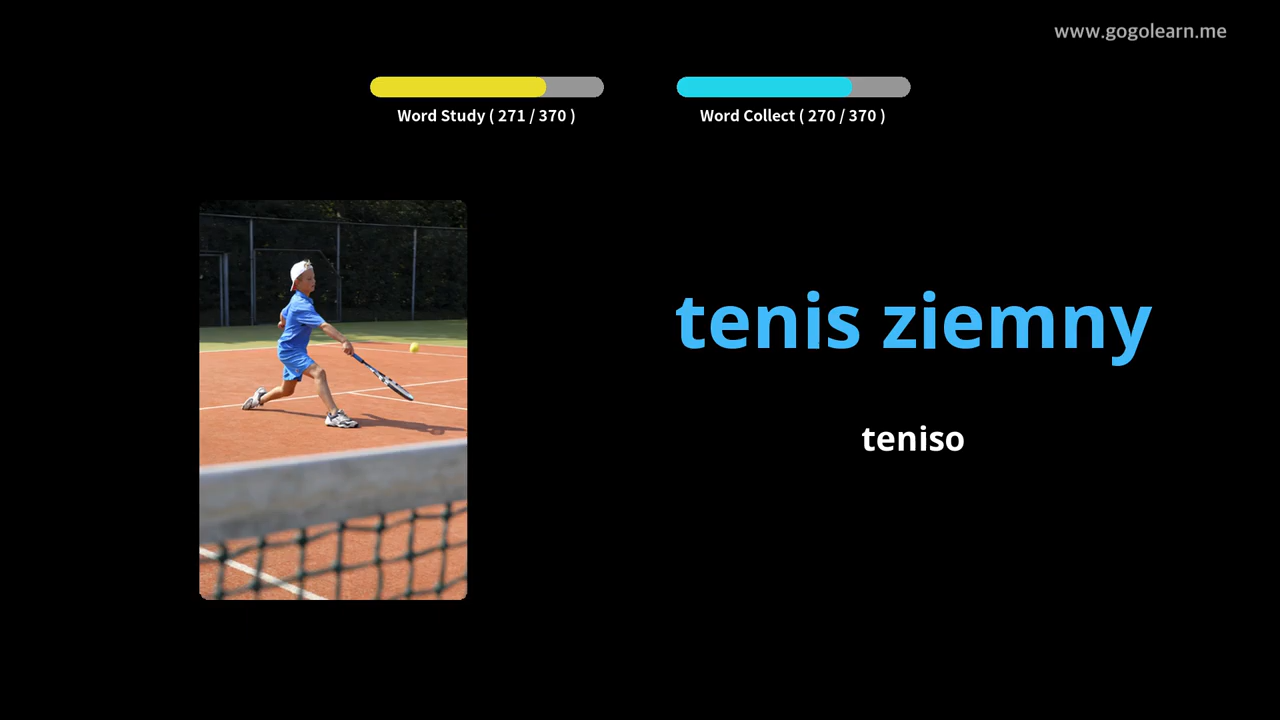 www.gogolearn.me
Word Study ( 271 / 370 )
Word Collect ( 270 / 370 )
tenis ziemny
teniso